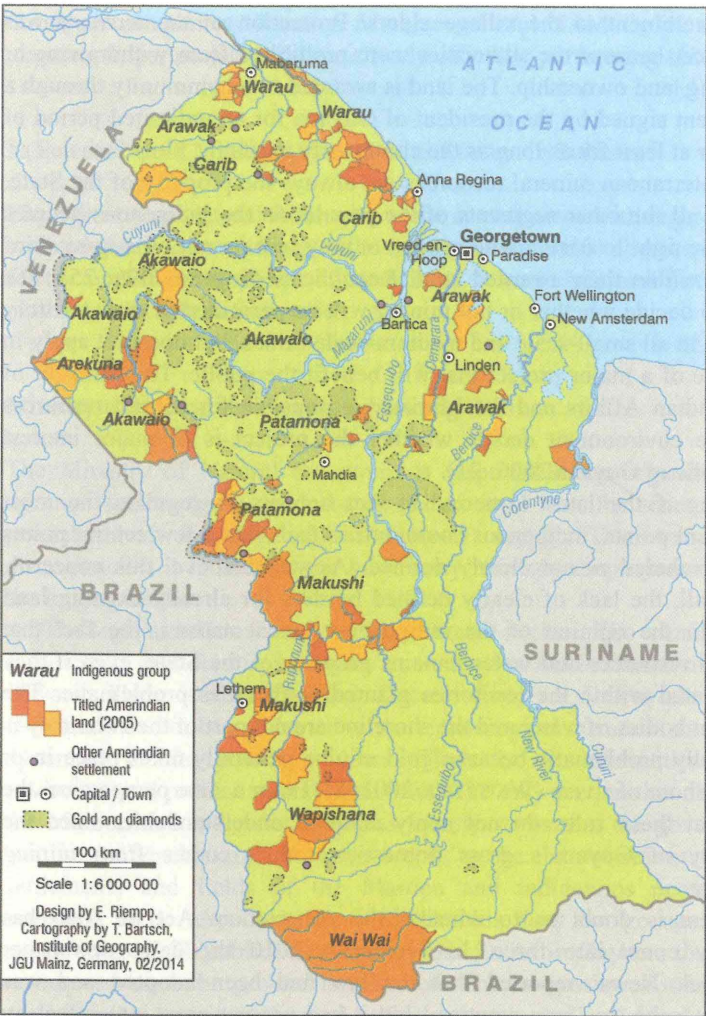 ATLANTIC
OCEAN
VENEZUELA
Mabaruma
Warau
Warau
Arawak
Carib
Anna Regina
Carib
Cuyuni
Cuyuni
Georgetown
Vreed-en-
Hoop
Paradise
Akawaio
Arawak
Fort Wellington
New Amsterdam
Akawaio
Bartica
Mazaruni
Demerara
Akawaio
Essequibo
Linden
Arekuna
Arawak
Akawaio
Patamona
Berbice
Mahdia
Corentyne
Patamona
BRAZIL
Makushi
SURINAME
Rupununi
Berbice
Lethem
Makushi
New River
Essequibo
Wapishana
Wai Wai
BRAZIL
Warau Indigenous group
Titled Amerindian
land (2005)
Other Amerindian
settlement
Capital / Town
Gold and diamonds
100 km
Scale 1:6 000 000
Design by E. Riempp,
Cartography by T. Bartsch,
Institute of Geography,
JGU Mainz, Germany, 02/2014